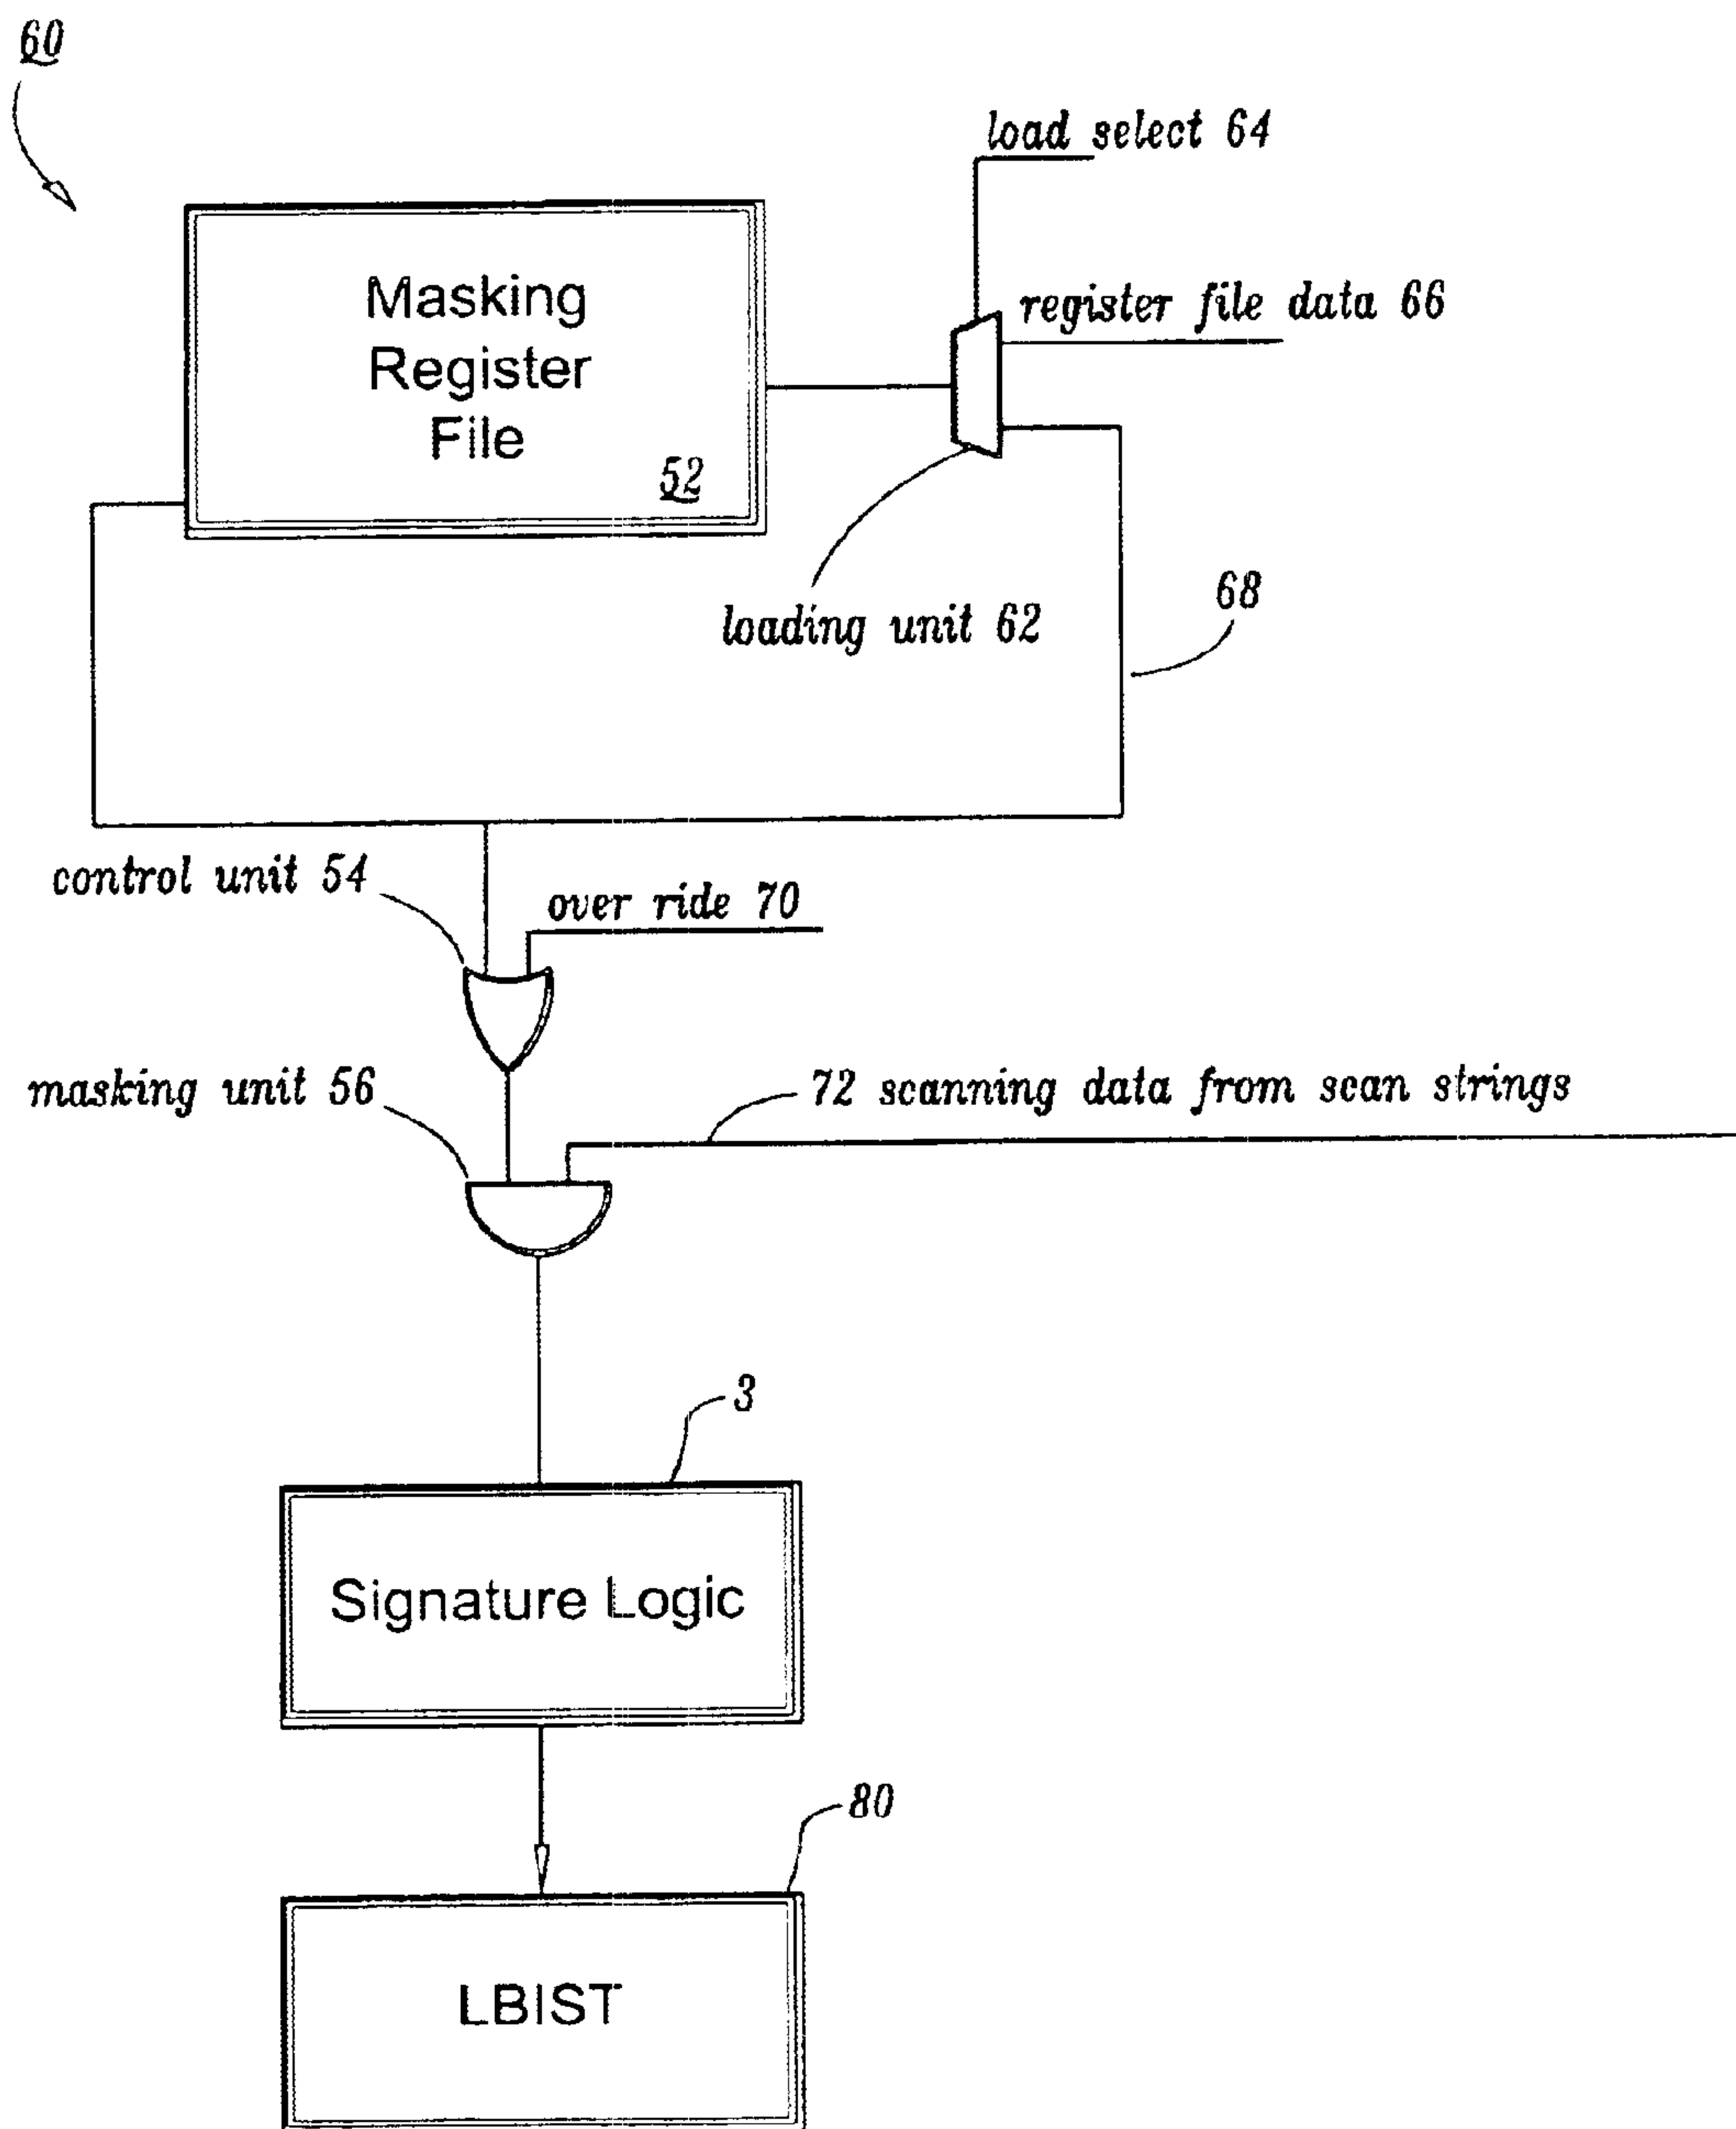 60
load select 64
register file data 66
Masking
Register
File
52
loading unit 62
68
control unit 54
over ride 70
masking unit 56
72 scanning data from scan strings
3
Signature Logic
80
LBIST